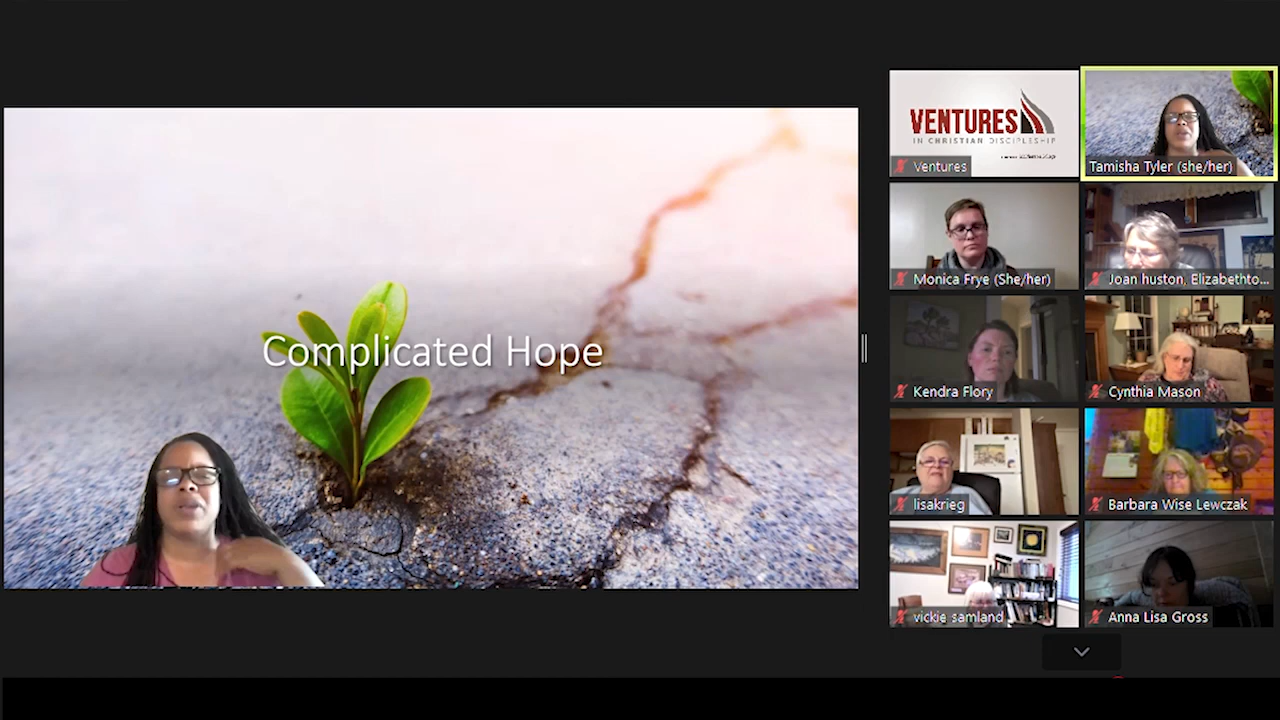 Complicated Hope
VENTURES
IN CHRISTIAN DISCIPLESHIP
Ventures
Tamisha Tyler (she/her)
Monica Frye (She/her)
Joan huston, Elizabethto...
Kendra Flory
Cynthia Mason
lisakrieg
Barbara Wise Lewczak
vickie samland
Anna Lisa Gross